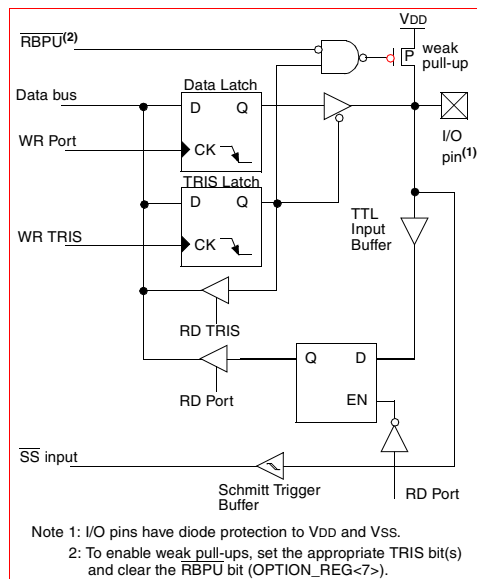 VDD
RBPU(2)
P
weak
pull-up
Data bus
Data Latch
D Q
I/O
pin(1)
WR Port
CK
TRIS Latch
D Q
TTL
Input
Buffer
WR TRIS
CK
RD TRIS
Q D
RD Port
EN
SS input
Schmitt Trigger
Buffer
RD Port
Note 1: I/O pins have diode protection to VDD and VSS.
2: To enable weak pull-ups, set the appropriate TRIS bit(s)
and clear the RBPU bit (OPTION_REG<7>).